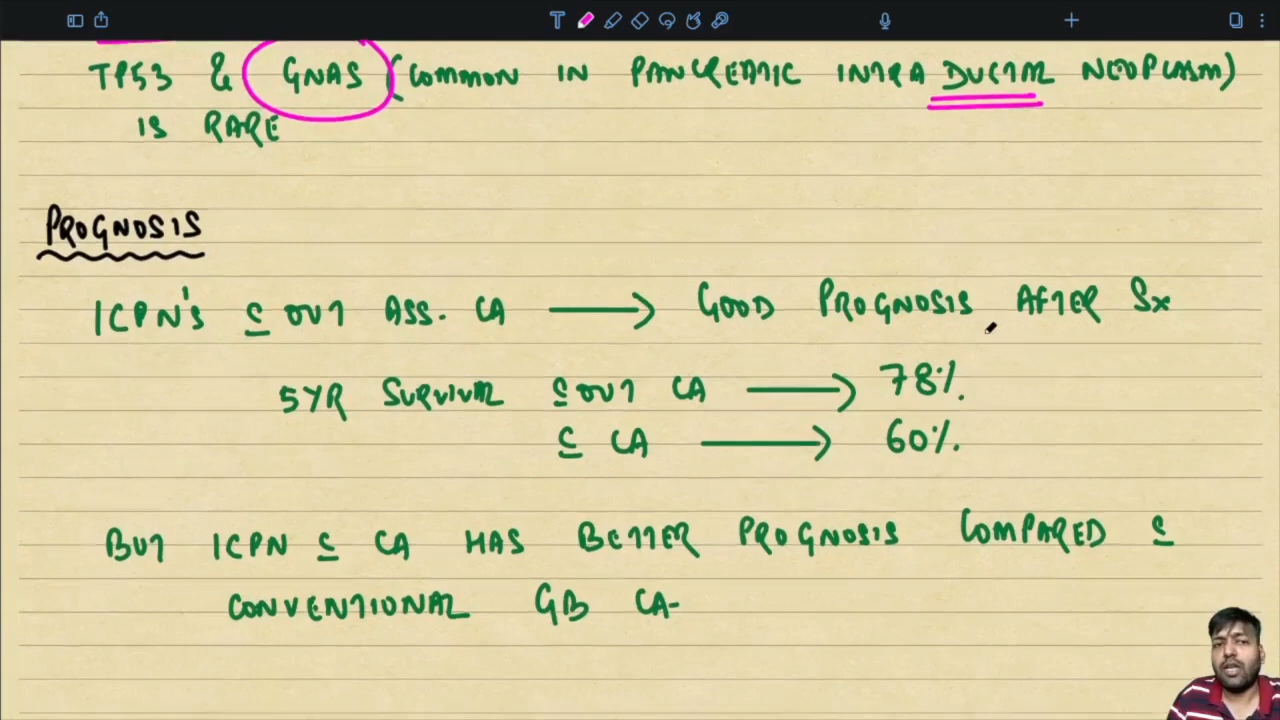 TP53 & GNAS (COMMON IN PANCREATIC INTRA DUCTAL NEOPLASM)
IS RARE
PROGNOSIS
ICPN'S C̲ OUT ASS. CA → GOOD PROGNOSIS AFTER Sx
5YR SURVIVAL C̲ OUT CA → 78%.
C̲ CA → 60%.
BUT ICPN C̲ CA HAS BETTER PROGNOSIS COMPARED C̲
CONVENTIONAL GB CA-